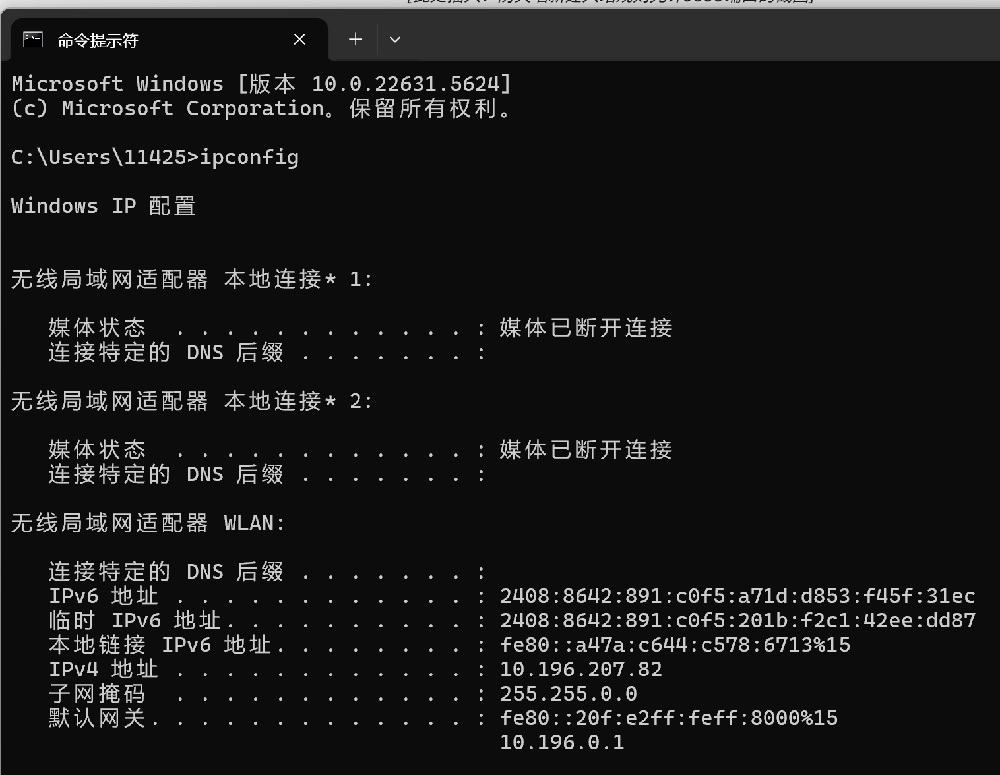 命令提示符
Microsoft Windows [版本 10.0.22631.5624]
(c) Microsoft Corporation。保留所有权利。
C:\Users\11425>ipconfig
Windows IP 配置
无线局域网适配器 本地连接* 1:
媒体状态  . . . . . . . . . . . . : 媒体已断开连接
连接特定的 DNS 后缀 . . . . . . . :
无线局域网适配器 本地连接* 2:
媒体状态  . . . . . . . . . . . . : 媒体已断开连接
连接特定的 DNS 后缀 . . . . . . . :
无线局域网适配器 WLAN:
连接特定的 DNS 后缀 . . . . . . . :
IPv6 地址 . . . . . . . . . . . . : 2408:8642:891:c0f5:a71d:d853:f45f:31ec
临时 IPv6 地址. . . . . . . . . . : 2408:8642:891:c0f5:201b:f2c1:42ee:dd87
本地链接 IPv6 地址. . . . . . . . : fe80::a47a:c644:c578:6713%15
IPv4 地址 . . . . . . . . . . . . : 10.196.207.82
子网掩码  . . . . . . . . . . . . : 255.255.0.0
默认网关. . . . . . . . . . . . . : fe80::20f:e2ff:feff:8000%15
10.196.0.1